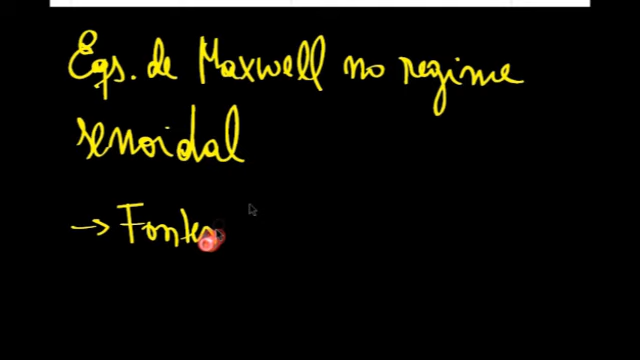 Eqs. de Maxwell no regime
senoidal
→ Fontes